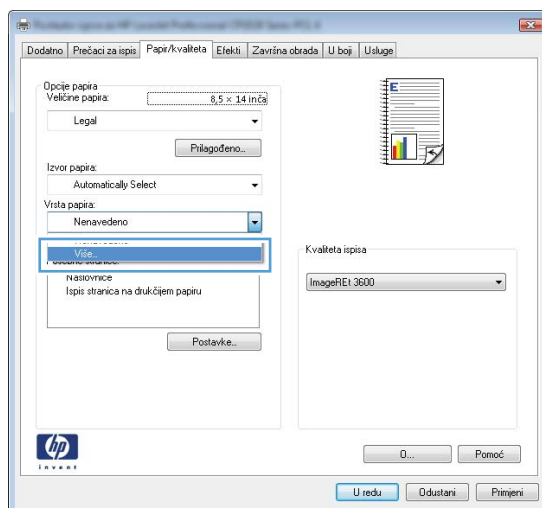 Dodatno Prečaci za ispis Papir/kvaliteta Efekti Završna obrada U boji Usluge
Opcije papira
Veličine papira: 8,5 × 14 inča
Legal
Prilagođeno...
Izvor papira:
Automatically Select
Vrsta papira:
Nenavedeno
Više...
Naslovnice
Ispis stranica na drukčijem papiru
Postavke...
E
Kvaliteta ispisa
ImageREt 3600
hp
invent
O... Pomoć
U redu Odustani Primjeni